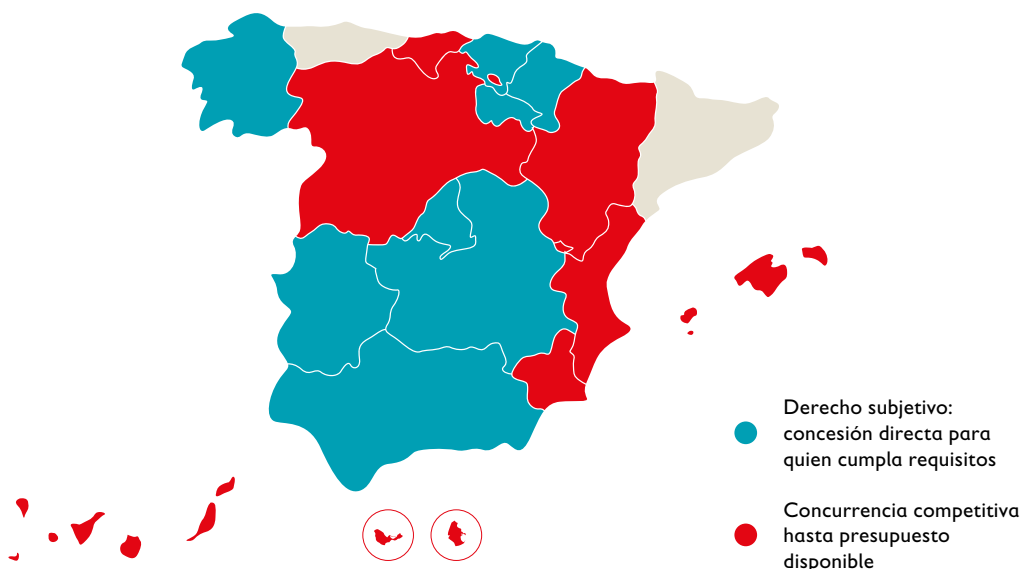 Derecho subjetivo:
concesión directa para
quien cumpla requisitos
Concurrencia competitiva
hasta presupuesto
disponible